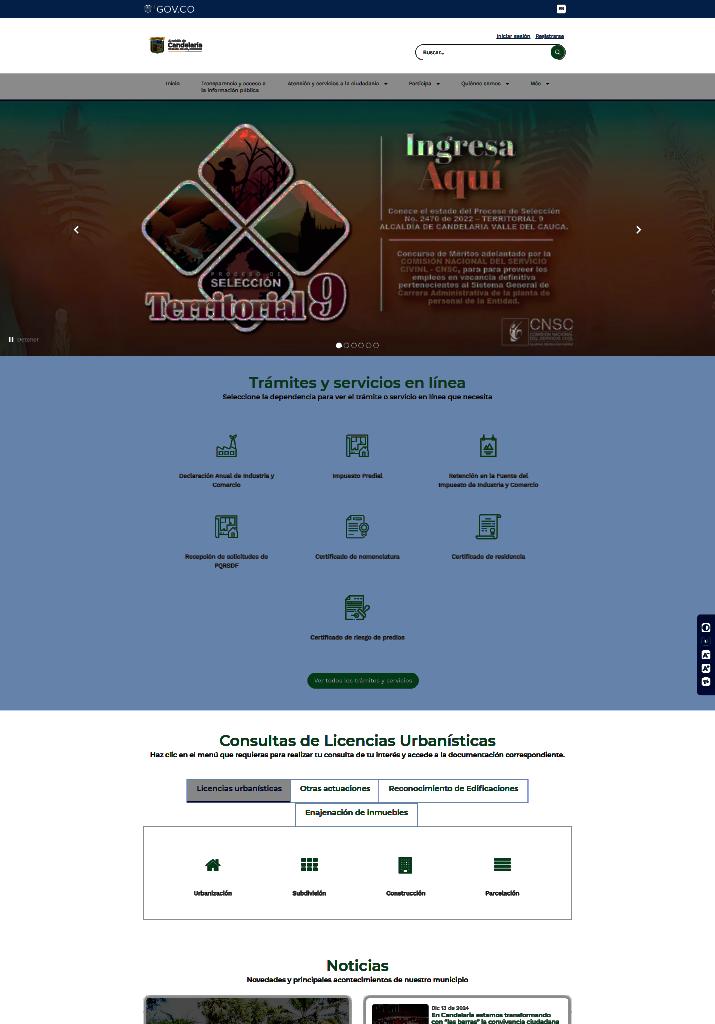 GOV.CO
Alcaldía de
Candelaria
Iniciar sesión Registrarse
Buscar...
Inicio
Transparencia y acceso a
la información pública
Atención y servicios a la ciudadanía
Participa
Quiénes somos
Más
Ingresa
Aquí
Conoce el estado del Proceso de Selección
No. 2470 de 2022 – TERRITORIAL 9
ALCALDÍA DE CANDELARIA VALLE DEL CAUCA.
Concurso de Méritos adelantado por la
COMISIÓN NACIONAL DEL SERVICIO
CIVINL - CNSC, para para proveer los
empleos en vacancia definitiva
pertenecientes al Sistema General de
Carrera Administrativa de la planta de
personal de la Entidad.
PROCESO DE
SELECCIÓN
Territorial 9
CNSC
Detener
Trámites y servicios en línea
Seleccione la dependencia para ver el trámite o servicio en línea que necesita
Declaración Anual de Industria y
Comercio
Impuesto Predial
Retención en la Fuente del
Impuesto de Industria y Comercio
Recepción de solicitudes de
PQRSDF
Certificado de nomenclatura
Certificado de residencia
Certificado de riesgo de predios
Ver todos los trámites y servicios
Consultas de Licencias Urbanísticas
Haz clic en el menú que requieras para realizar tu consulta de tu interés y accede a la documentación correspondiente.
Licencias urbanísticas
Otras actuaciones
Reconocimiento de Edificaciones
Enajenación de Inmuebles
Urbanización
Subdivisión
Construcción
Parcelación
Noticias
Novedades y principales acontecimientos de nuestro municipio
Dic 13 de 2024
En Candelaria estamos transformando
con "las barras" la convivencia ciudadana